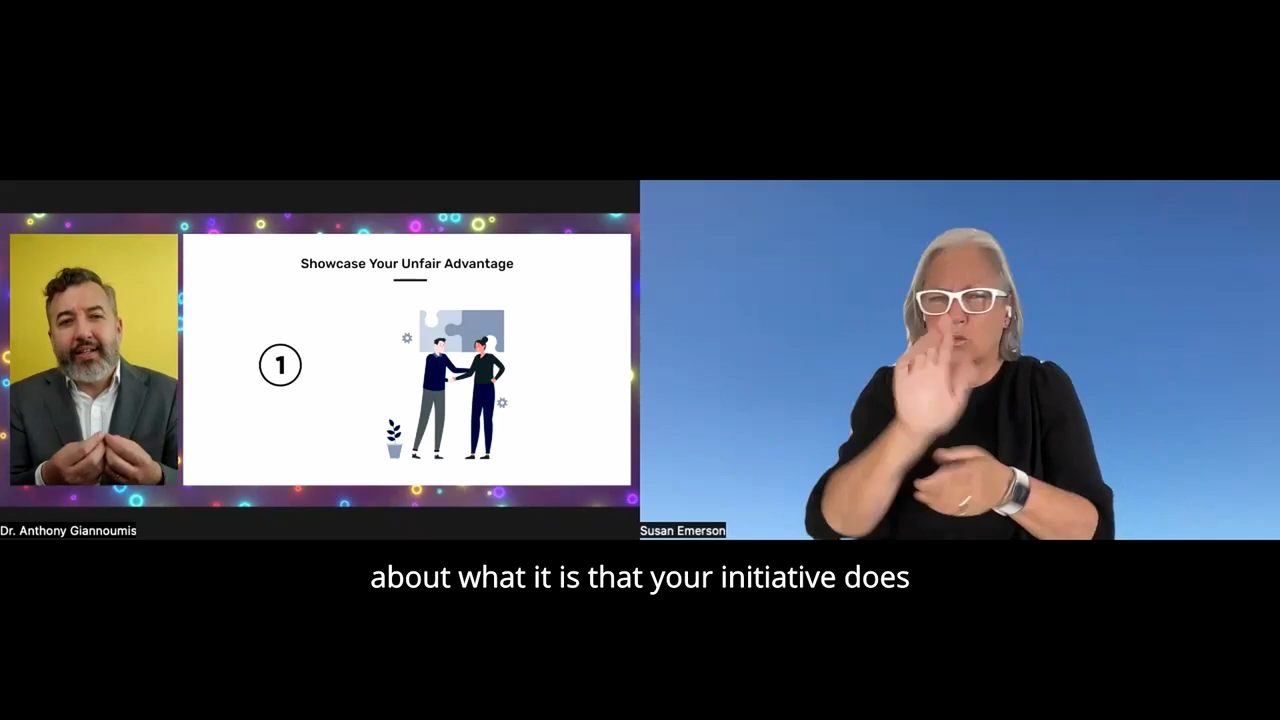 Showcase Your Unfair Advantage
1
Dr. Anthony Giannoumis
Susan Emerson
about what it is that your initiative does